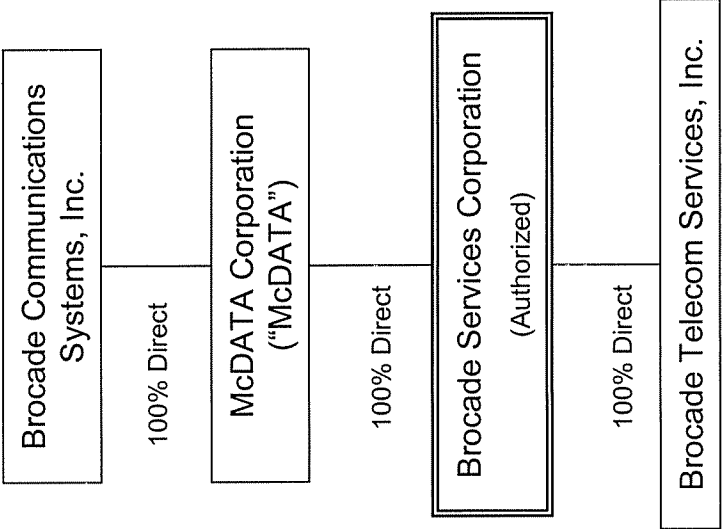 Brocade Communications
Systems, Inc.
100% Direct
McDATA Corporation
(“McDATA”)
100% Direct
Brocade Services Corporation
(Authorized)
100% Direct
Brocade Telecom Services, Inc.